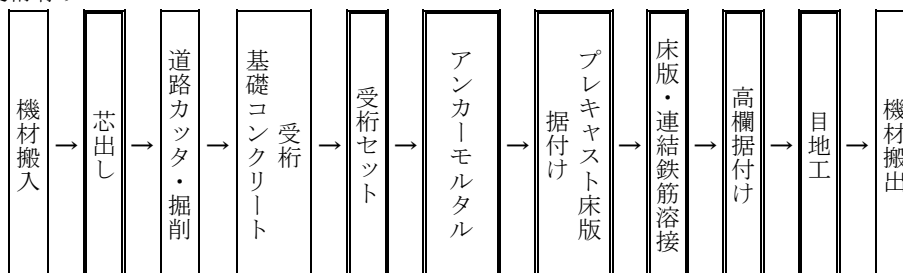 機材搬入
→
芯出し
→
道路カッタ・掘削
→
受桁
基礎コンクリート
→
受桁セット
→
アンカーモルタル
→
プレキャスト床版
据付け
→
床版・連結鉄筋溶接
→
高欄据付け
→
目地工
→
機材搬出